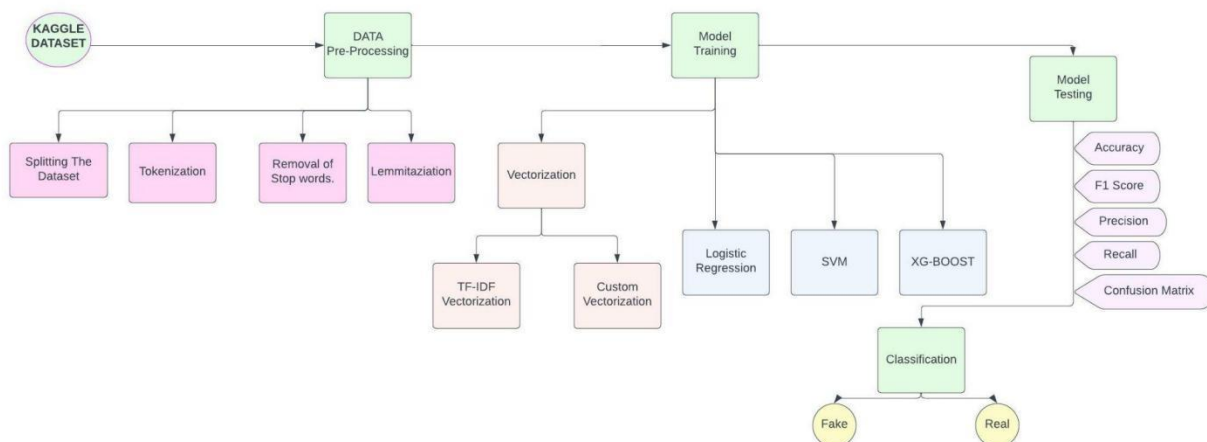 KAGGLE
DATASET
DATA
Pre-Processing
Model
Training
Model
Testing
Splitting The
Dataset
Tokenization
Removal of
Stop words.
Lemmitaziation
Vectorization
TF-IDF
Vectorization
Custom
Vectorization
Logistic
Regression
SVM
XG-BOOST
Accuracy
F1 Score
Precision
Recall
Confusion Matrix
Classification
Fake
Real